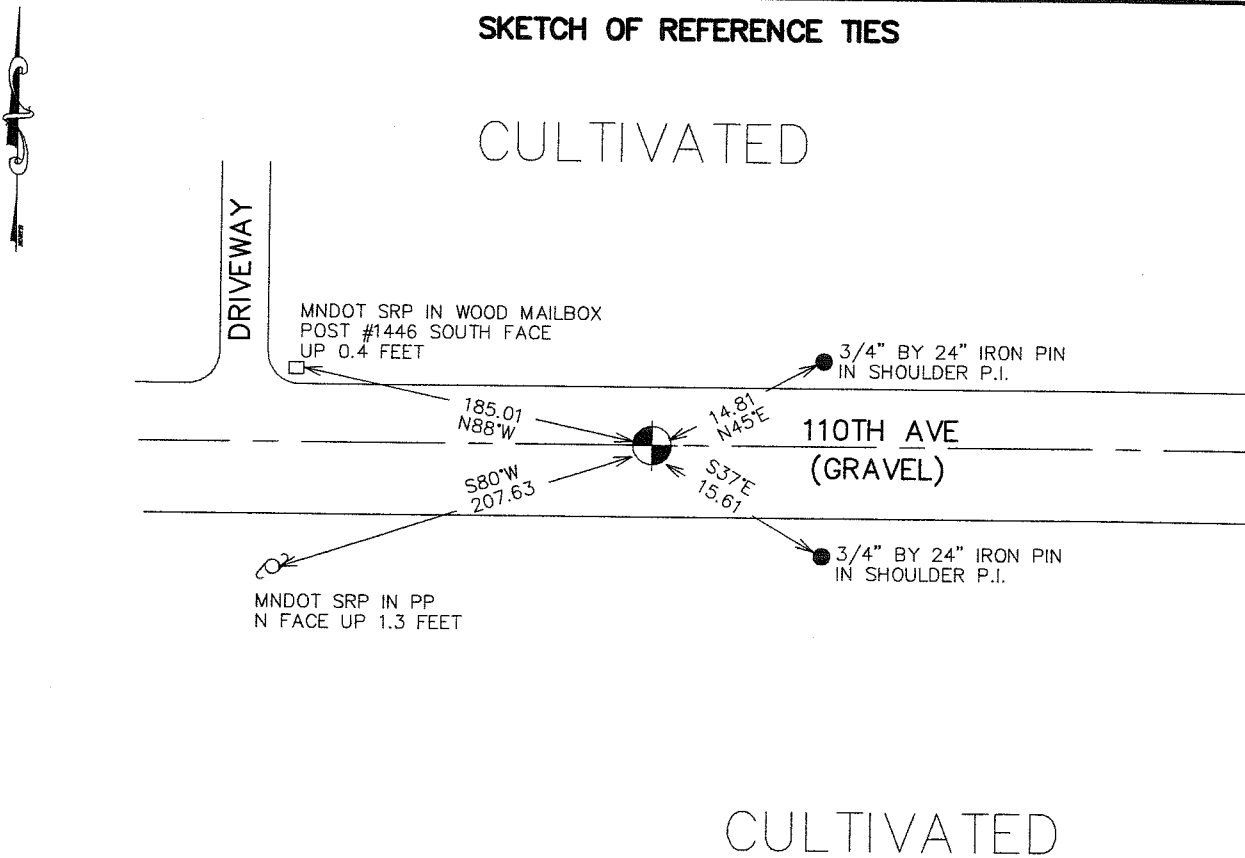 SKETCH OF REFERENCE TIES
CULTIVATED
DRIVEWAY
MNDOT SRP IN WOOD MAILBOX
POST #1446 SOUTH FACE
UP 0.4 FEET
3/4" BY 24" IRON PIN
IN SHOULDER P.I.
185.01
N88°W
14.81
N45°E
110TH AVE
(GRAVEL)
S80°W
207.63
S37°E
15.61
3/4" BY 24" IRON PIN
IN SHOULDER P.I.
MNDOT SRP IN PP
N FACE UP 1.3 FEET
CULTIVATED